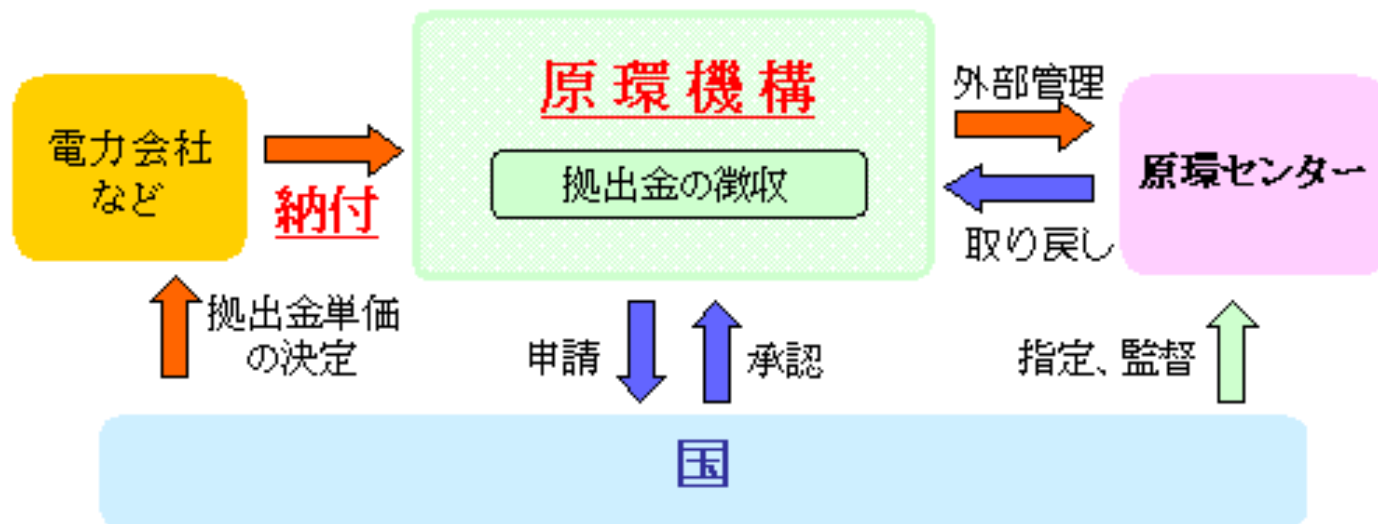 原環機構
外部管理
電力会社
など
納付
拠出金の徴収
原環センター
取り戻し
拠出金単価
の決定
申請
承認
指定、監督
国